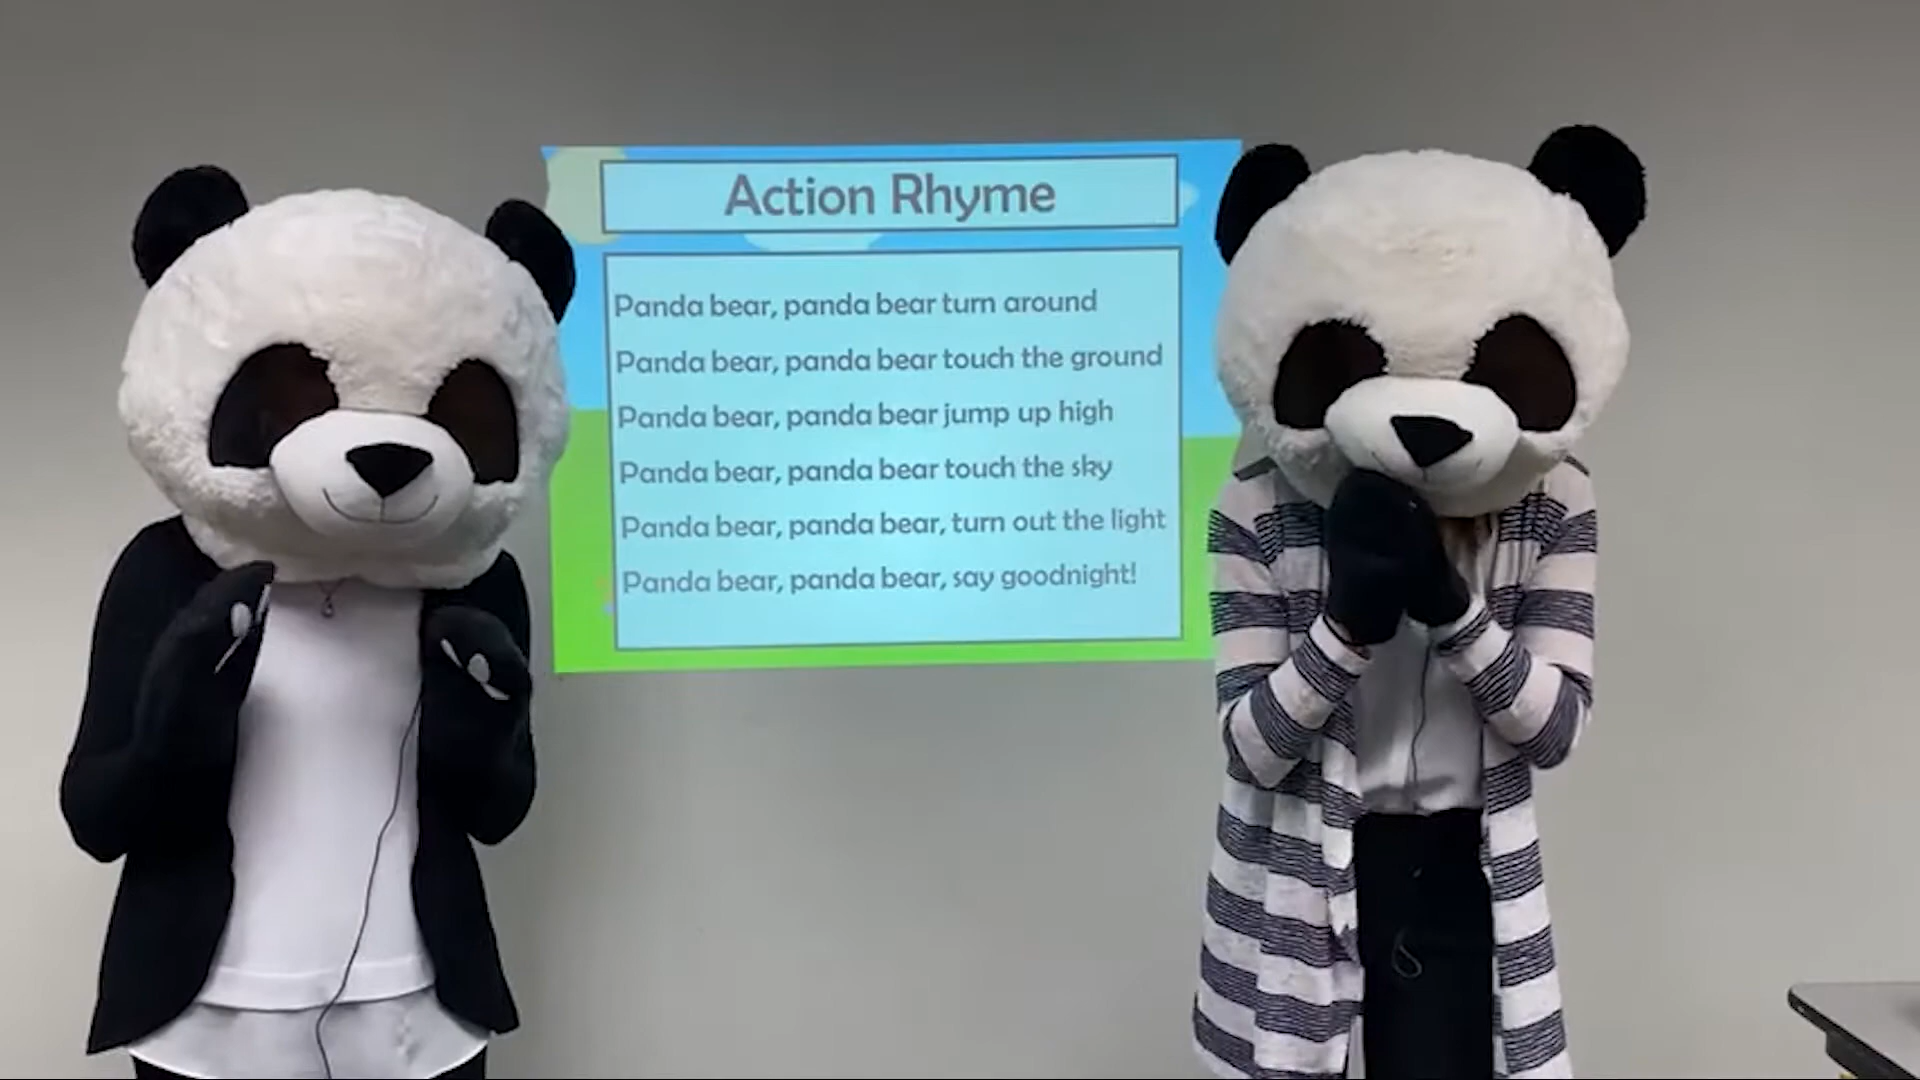 Action Rhyme
Panda bear, panda bear turn around
Panda bear, panda bear touch the ground
Panda bear, panda bear jump up high
Panda bear, panda bear touch the sky
Panda bear, panda bear, turn out the light
Panda bear, panda bear, say goodnight!